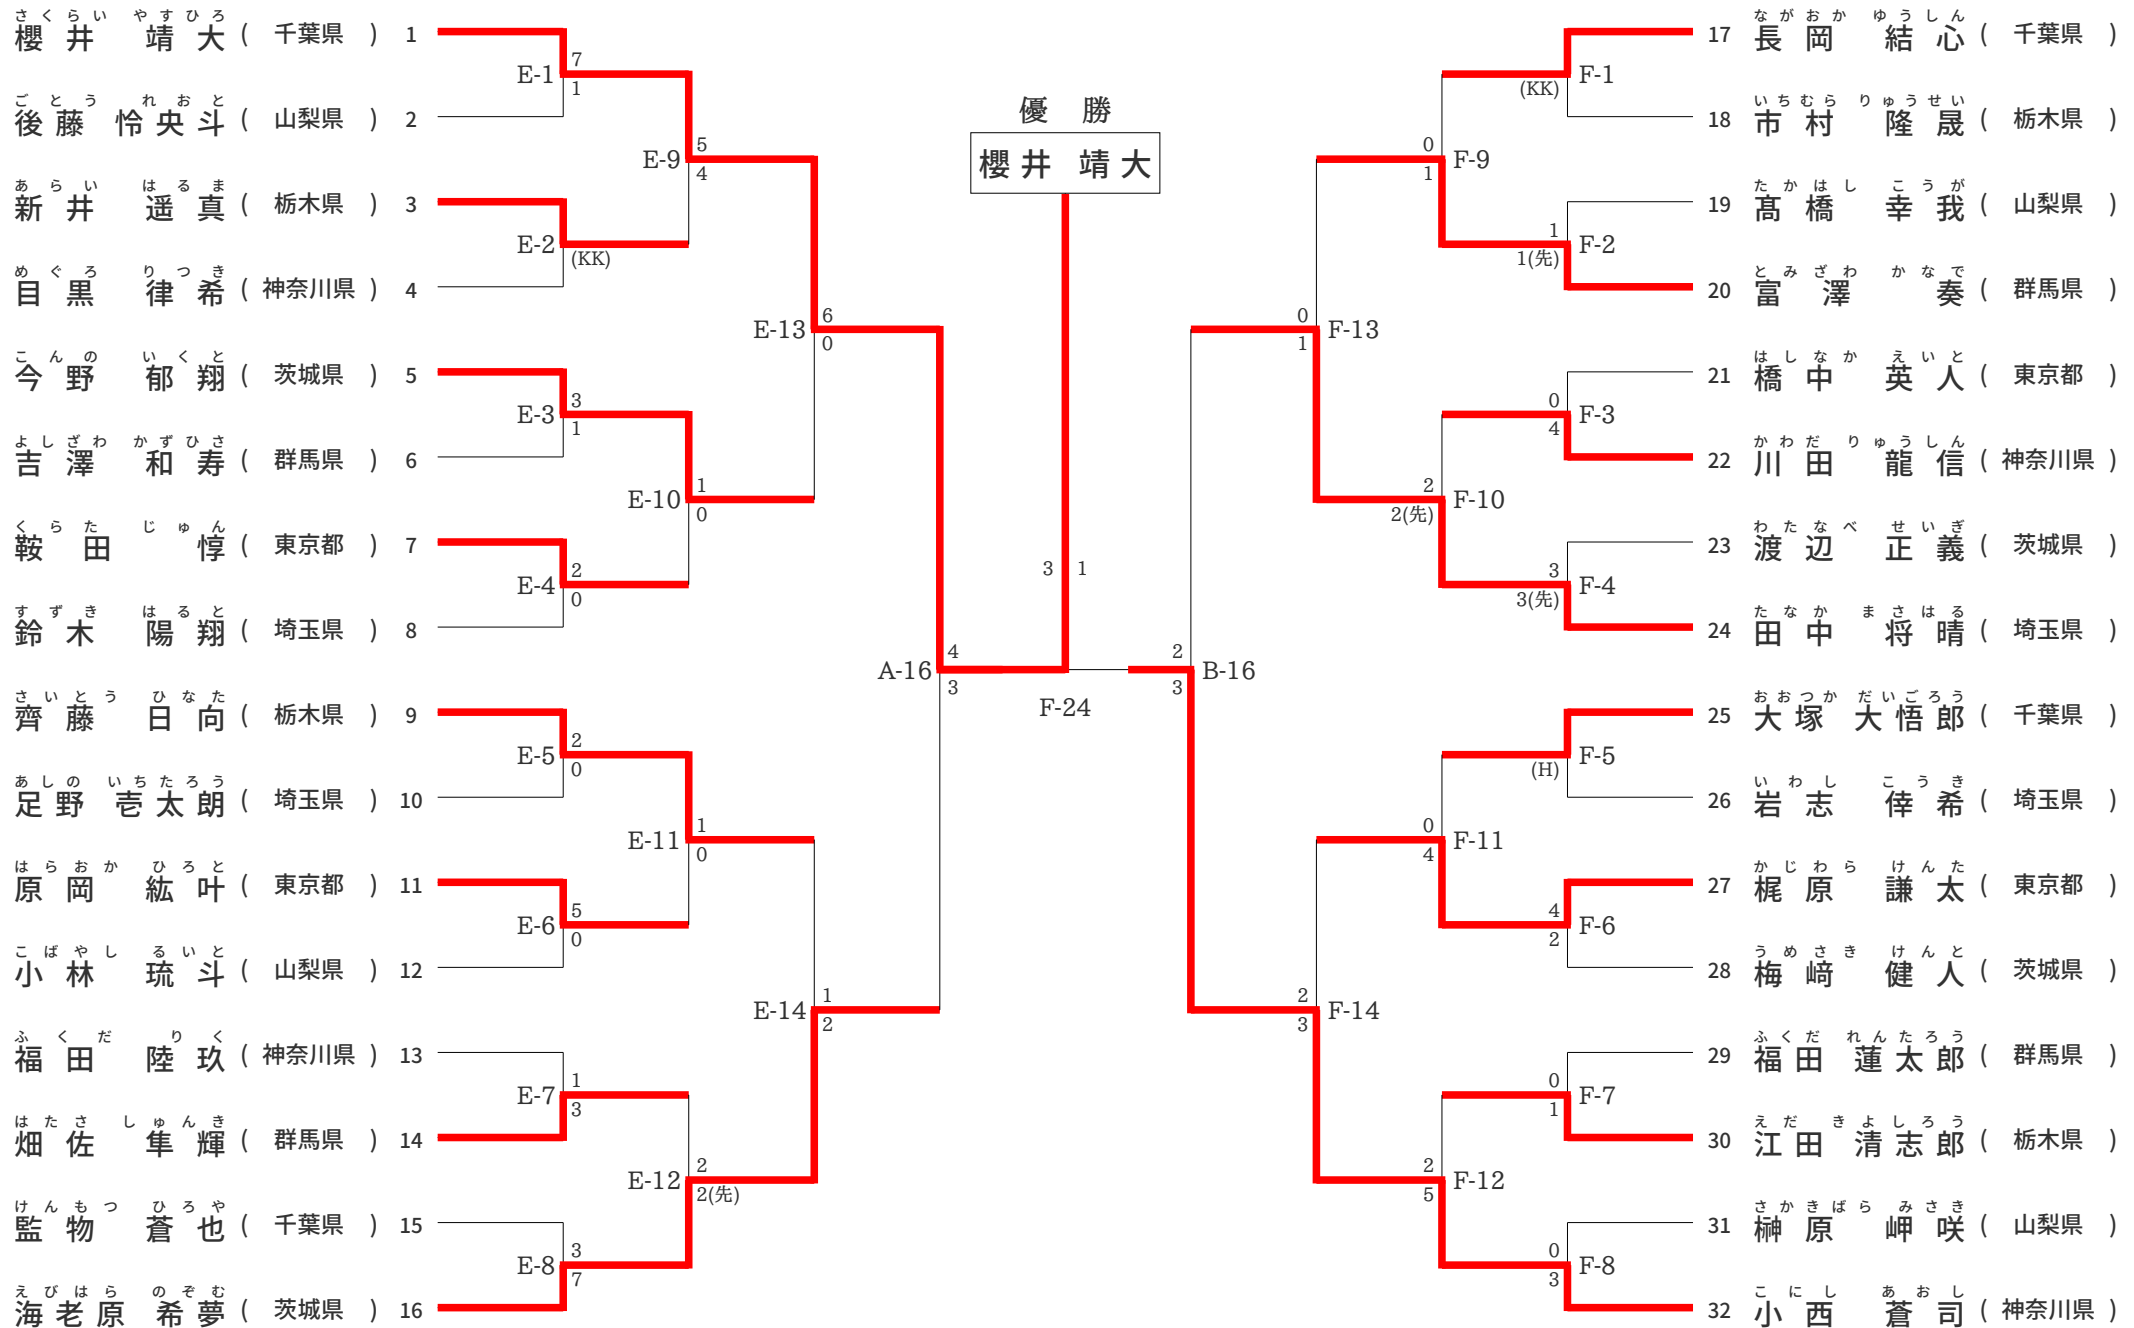 さくらい やすひろ
櫻井 靖大 ( 千葉県 ) 1
ごとう れおと
後藤 怜央斗 ( 山梨県 ) 2
あらい はるま
新井 遥真 ( 栃木県 ) 3
めぐろ りつき
目黒 律希 ( 神奈川県 ) 4
こんの いくと
今野 郁翔 ( 茨城県 ) 5
よしざわ かずひさ
吉澤 和寿 ( 群馬県 ) 6
くらた じゅん
鞍田 惇 ( 東京都 ) 7
すずき はると
鈴木 陽翔 ( 埼玉県 ) 8
さいとう ひなた
齊藤 日向 ( 栃木県 ) 9
あしの いちたろう
足野 壱太朗 ( 埼玉県 ) 10
はらおか ひろと
原岡 紘叶 ( 東京都 ) 11
こばやし るいと
小林 琉斗 ( 山梨県 ) 12
ふくだ りく
福田 陸玖 ( 神奈川県 ) 13
はたさ しゅんき
畑佐 隼輝 ( 群馬県 ) 14
けんもつ ひろや
監物 蒼也 ( 千葉県 ) 15
えびはら のぞむ
海老原 希夢 ( 茨城県 ) 16
E-1 7 1
E-2 (KK)
E-3 3 1
E-4 2 0
E-5 2 0
E-6 5 0
E-7 1 3
E-8 3 7
E-9 5 4
E-10 1 0
E-11 1 0
E-12 2 2(先)
E-13 6 0
E-14 1 2
A-16 4 3
優勝
櫻井 靖大
3 1
F-24
2 3 B-16
0 1 F-13
2 3 F-14
0 1 F-9
2 2(先) F-10
0 4 F-11
2 5 F-12
(KK) F-1
1 1(先) F-2
0 4 F-3
3 3(先) F-4
(H) F-5
4 2 F-6
0 1 F-7
0 3 F-8
ながおか ゆうしん
17 長岡 結心 ( 千葉県 )
いちむら りゅうせい
18 市村 隆晟 ( 栃木県 )
たかはし こうが
19 髙橋 幸我 ( 山梨県 )
とみざわ かなで
20 富澤 奏 ( 群馬県 )
はしなか えいと
21 橋中 英人 ( 東京都 )
かわだ りゅうしん
22 川田 龍信 ( 神奈川県 )
わたなべ せいぎ
23 渡辺 正義 ( 茨城県 )
たなか まさはる
24 田中 将晴 ( 埼玉県 )
おおつか だいごろう
25 大塚 大悟郎 ( 千葉県 )
いわし こうき
26 岩志 倖希 ( 埼玉県 )
かじわら けんた
27 梶原 謙太 ( 東京都 )
うめさき けんと
28 梅﨑 健人 ( 茨城県 )
ふくだ れんたろう
29 福田 蓮太郎 ( 群馬県 )
えだ きよしろう
30 江田 清志郎 ( 栃木県 )
さかきばら みさき
31 榊原 岬咲 ( 山梨県 )
こにし あおし
32 小西 蒼司 ( 神奈川県 )